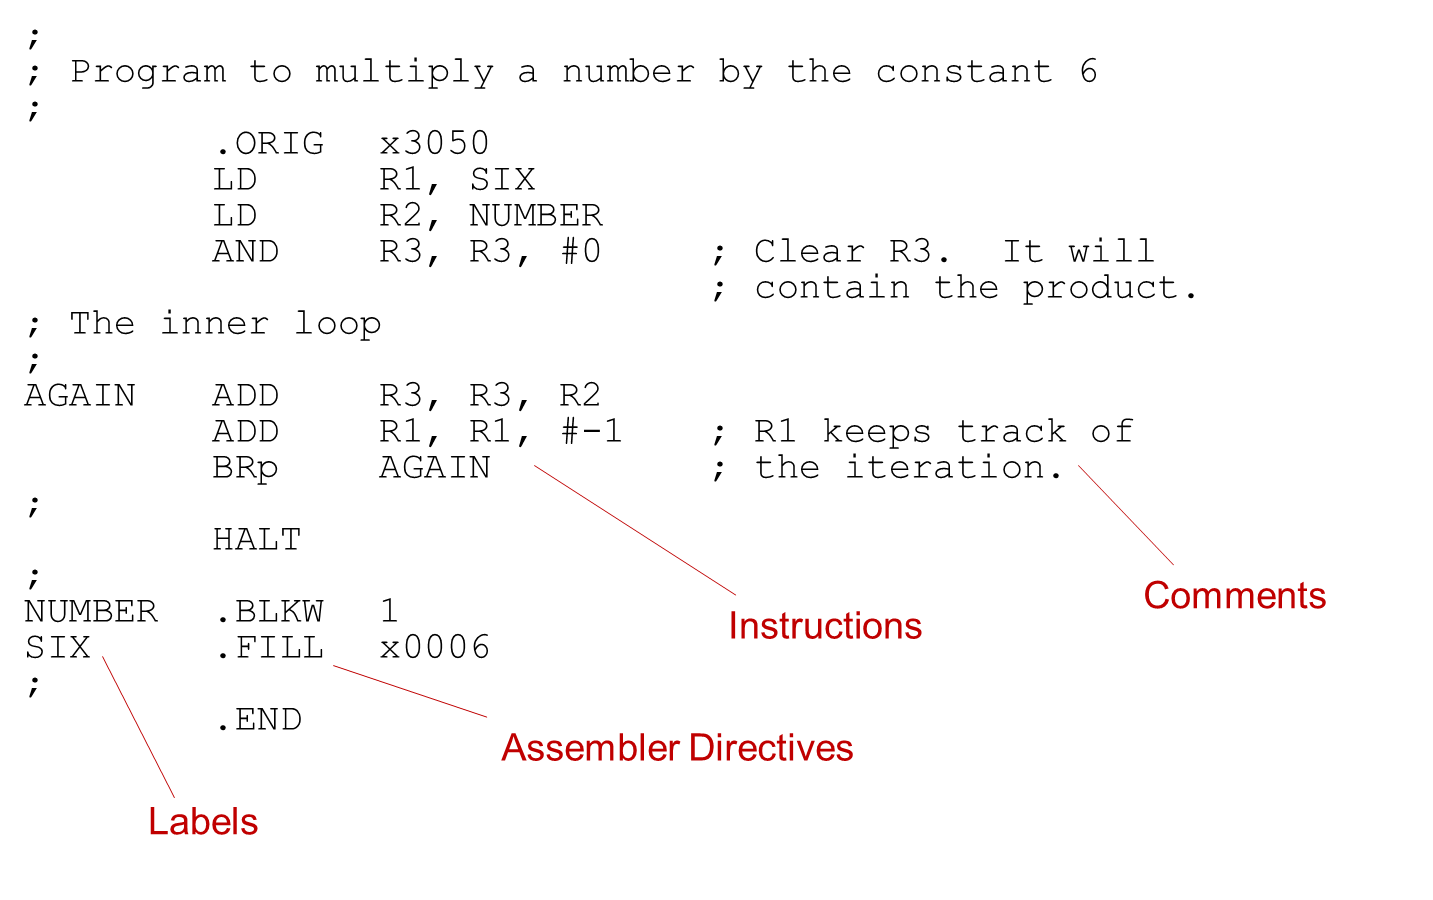 ;
; Program to multiply a number by the constant 6
;
.ORIG x3050
LD R1, SIX
LD R2, NUMBER
AND R3, R3, #0 ; Clear R3. It will
; contain the product.
; The inner loop
;
AGAIN ADD R3, R3, R2
ADD R1, R1, #-1 ; R1 keeps track of
BRp AGAIN ; the iteration.
;
HALT
;
NUMBER .BLKW 1
SIX .FILL x0006
;
.END
Comments
Instructions
Assembler Directives
Labels